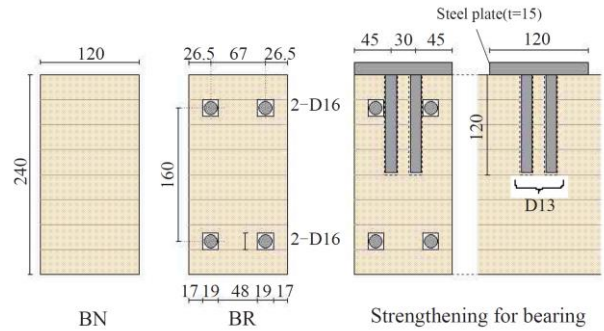 Steel plate(t=15)
120
26.5 67 26.5
45 30 45
120
2-D16
240
160
120
D13
2-D16
17 19 48 19 17
BN
BR
Strengthening for bearing